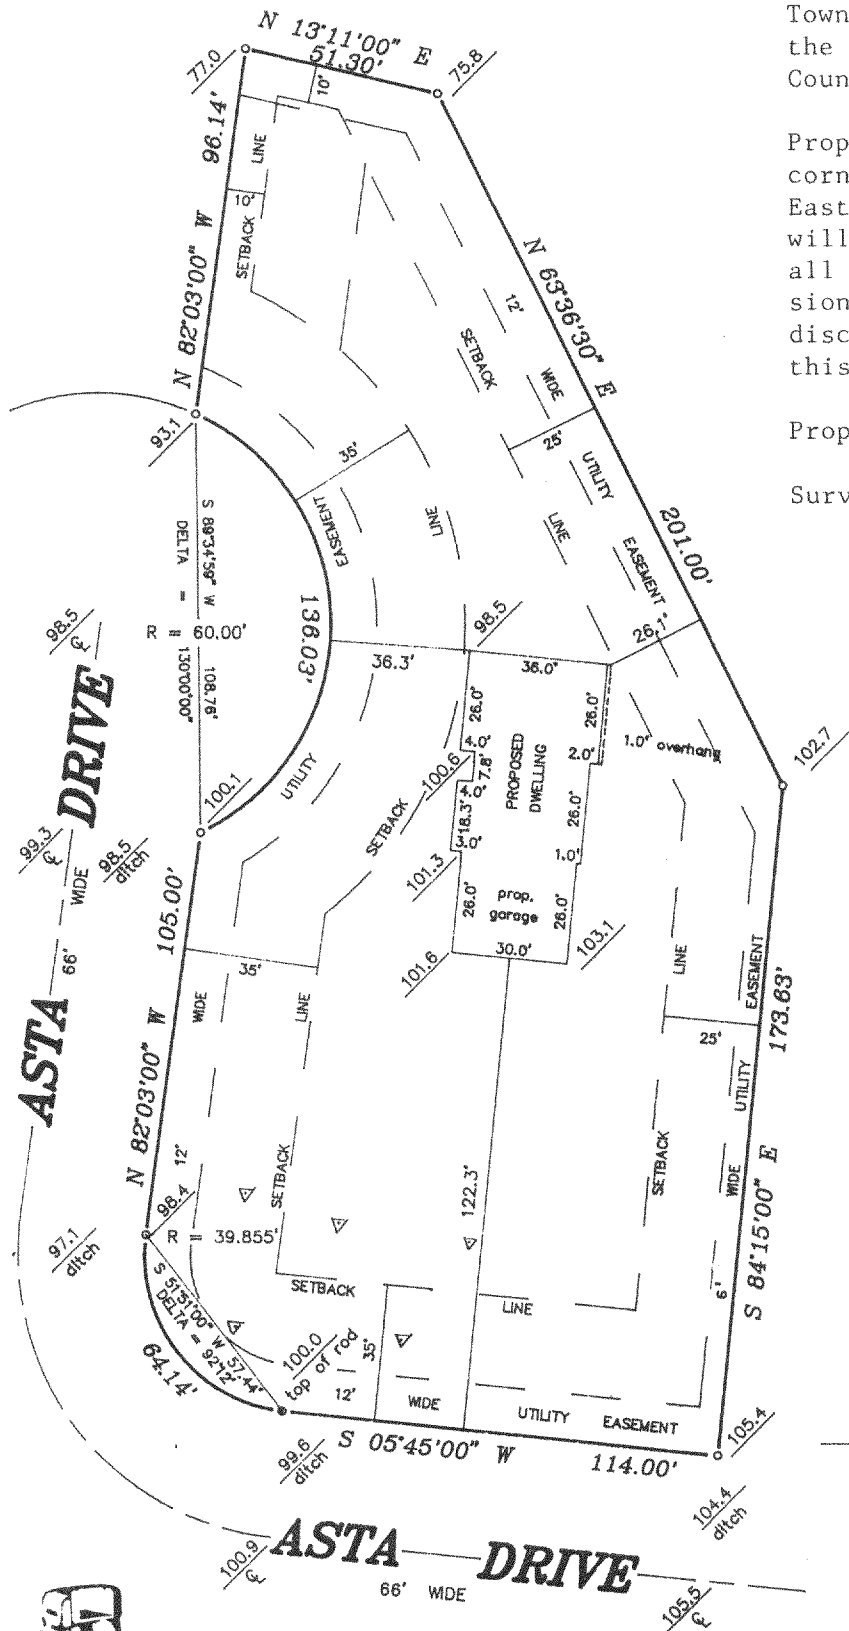 N 13°11'00" E
51.30'
77.0
75.8
10'
96.14'
LINE
10'
SETBACK
N 82°03'00" W
N 63°36'30" E
12'
SETBACK
WIDE
25'
UTILITY
LINE
EASEMENT
201.00'
26.1'
93.1
35'
EASEMENT
LINE
S 89°34'59" W 108.76'
DELTA = 130°00'00"
R = 60.00'
136.03'
98.5
36.3'
36.0'
98.5
℄
ASTA DRIVE
26.0'
26.0'
4.0'
7.8'
4.0'
18.3'
3.0'
26.0'
PROPOSED
DWELLING
2.0'
1.0' overhang
26.0'
1.0'
prop.
garage
26.0'
30.0'
100.6
101.3
101.6
103.1
102.7
UTILITY
SETBACK
100.1
99.3
℄
98.5
ditch
WIDE
66'
105.00'
35'
WIDE
LINE
LINE
EASEMENT
173.63'
25'
UTILITY
N 82°03'00" W
12'
SETBACK
122.3'
SETBACK
WIDE
S 84°15'00" E
6'
98.4
97.1
ditch
R = 39.855'
S 51°51'00" W 57.44'
DELTA = 92°12'
64.14'
SETBACK
LINE
100.0
top of rod
35'
12'
WIDE
UTILITY EASEMENT
105.4
99.6
ditch
S 05°45'00" W 114.00'
104.4
ditch
100.9
℄
ASTA DRIVE
66' WIDE
105.5
℄
Town
the
Coun
Prop
corn
East
will
all
sion
disc
this
Prop
Surv